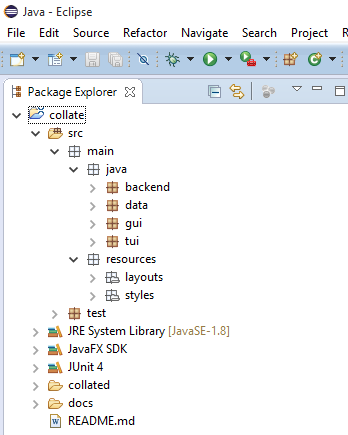 Java - Eclipse
File Edit Source Refactor Navigate Search
Package Explorer
collate
src
main
java
backend
data
gui
tui
resources
layouts
styles
test
JRE System Library [JavaSE-1.8]
JavaFX SDK
JUnit 4
collated
docs
README.md